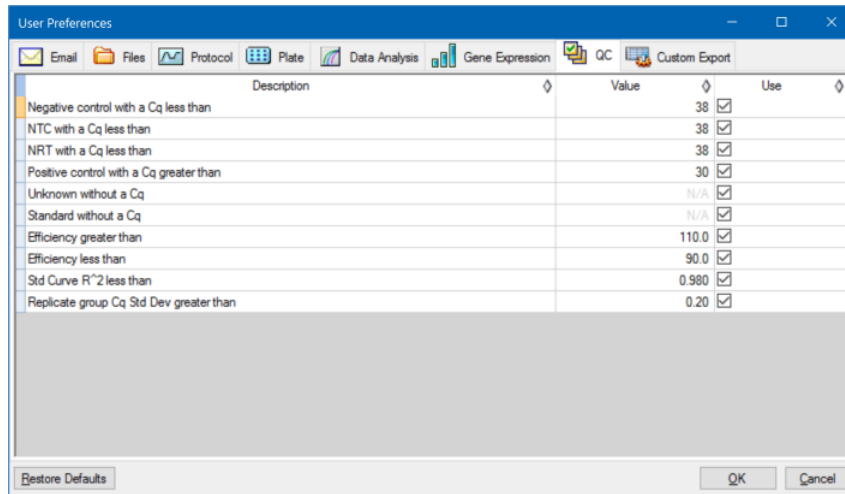 User Preferences
Email Files Protocol Plate Data Analysis Gene Expression QC Custom Export
Description Value Use
Negative control with a Cq less than 38
NTC with a Cq less than 38
NRT with a Cq less than 38
Positive control with a Cq greater than 30
Unknown without a Cq N/A
Standard without a Cq N/A
Efficiency greater than 110.0
Efficiency less than 90.0
Std Curve R^2 less than 0.980
Replicate group Cq Std Dev greater than 0.20
Restore Defaults OK Cancel